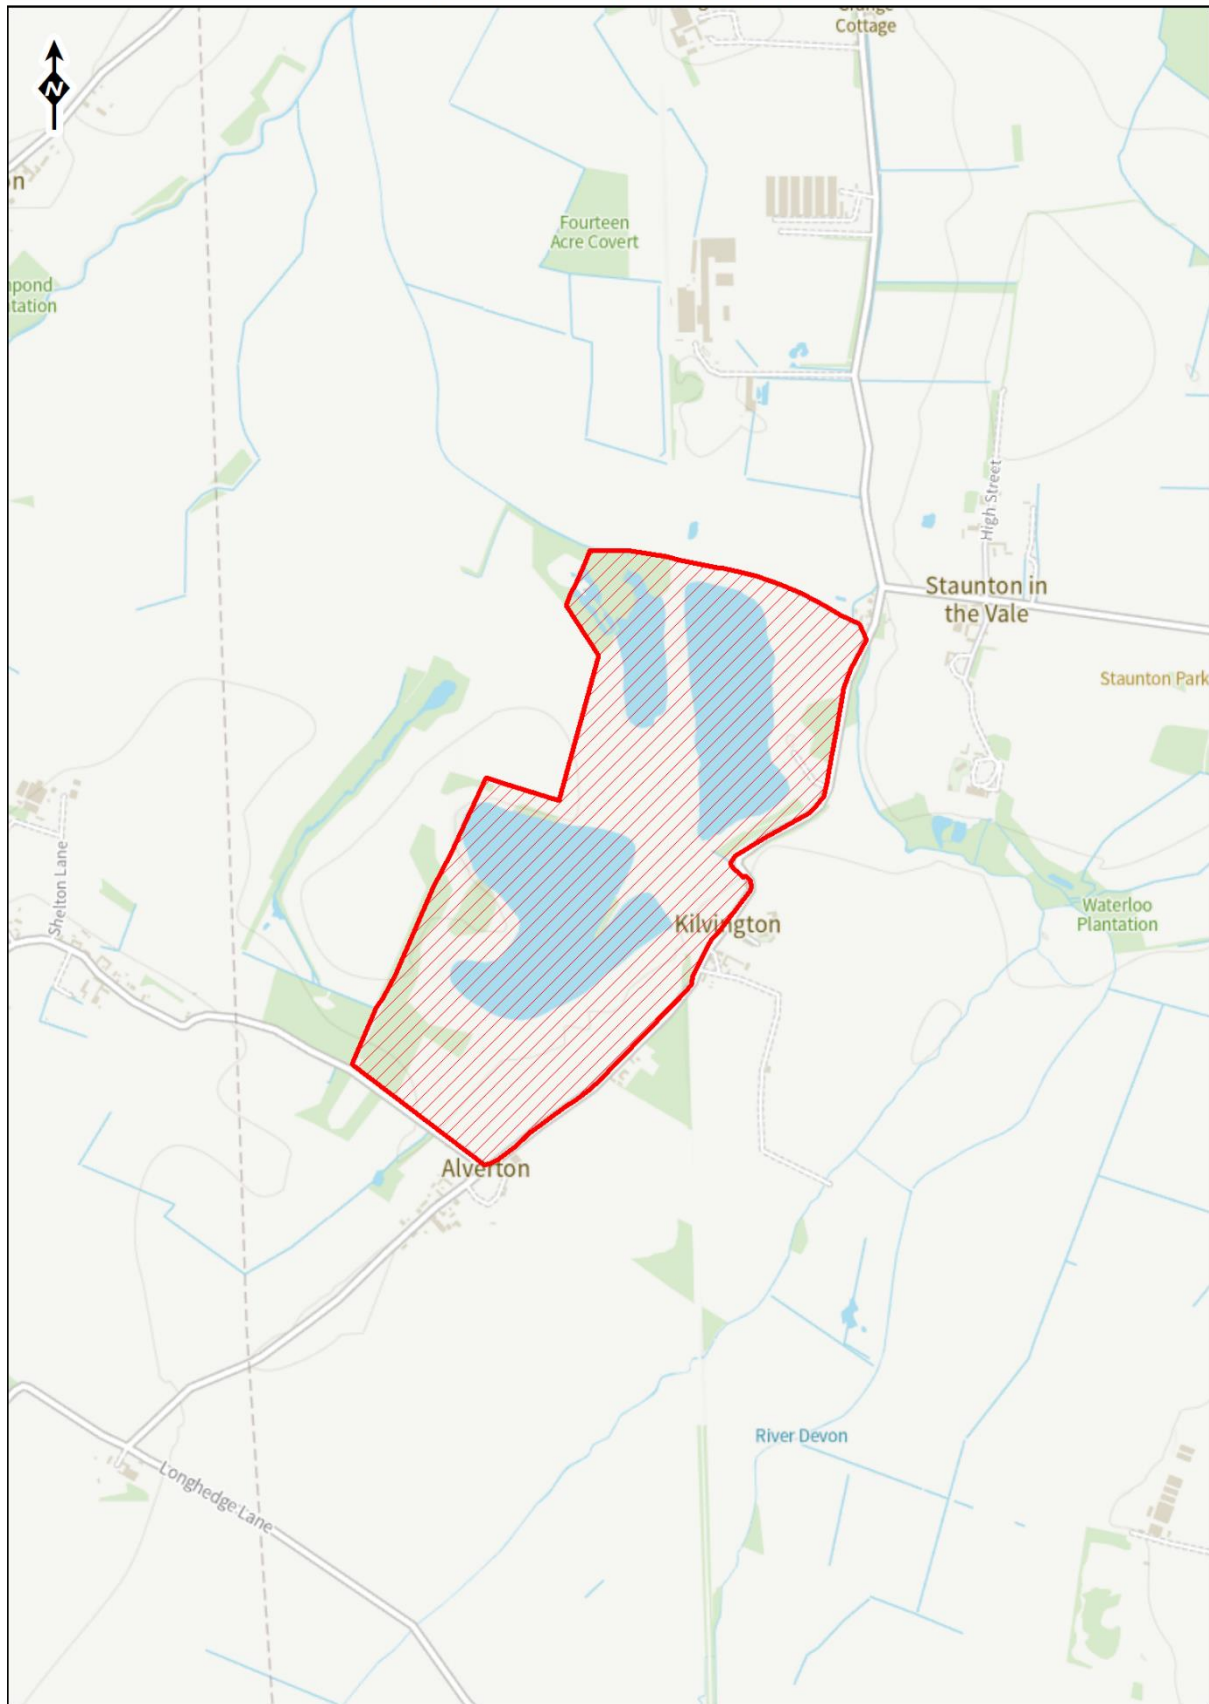 Cottage
N
on
Fourteen
Acre Covert
pond
tation
High Street
Staunton in
the Vale
Staunton Park
Shelton Lane
Waterloo
Plantation
Kilvington
Alverton
River Devon
Longhedge Lane